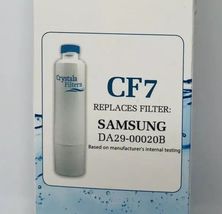 Crystala
Filters
CF7
REPLACES FILTER:
SAMSUNG
DA29-00020B
Based on manufacturer's internal testing